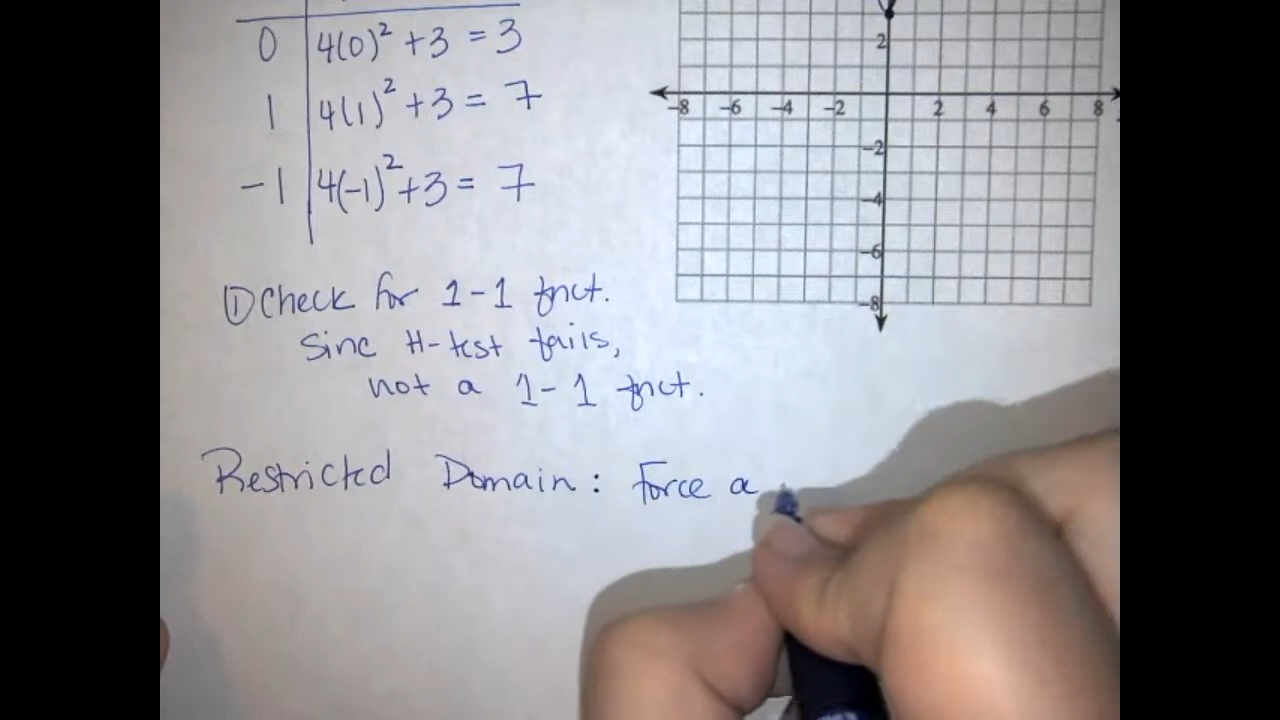 0 4(0)² + 3 = 3
1 4(1)² + 3 = 7
-1 4(-1)² + 3 = 7
① Check for 1-1 fnct.
Sinc H-test fails,
not a 1-1 fnct.
Restricted Domain: Force a
2
-8 -6 -4 -2 2 4 6 8
-2
-4
-6
-8